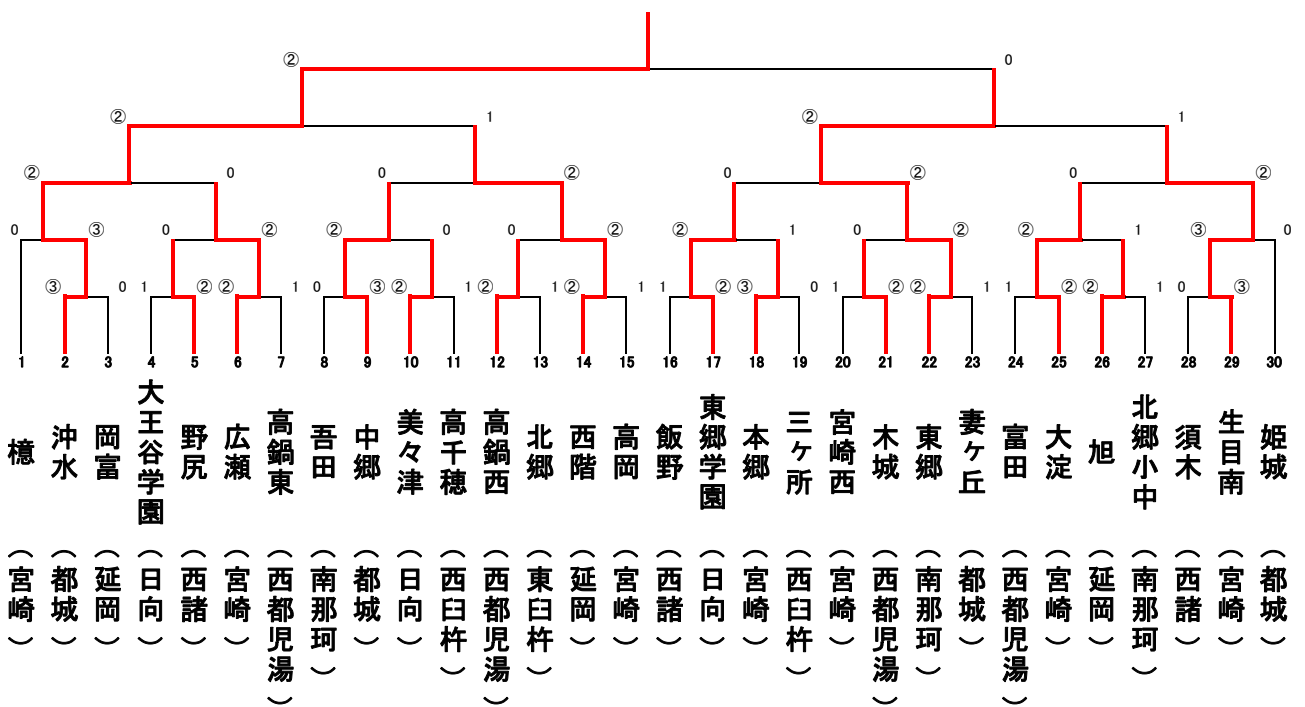 ② 0
② 1 ② 1
② 0 0 ② 0 ② 0 ②
0 ③ 0 ② ② 0 0 ② ② 1 0 ② ② 1 ③ 0
③ 0 1 ② ② 1 0 ③ ② 1 ② 1 ② 1 1 ② ③ 0 1 ② ② 1 1 ② ② 1 0 ③
1 2 3 4 5 6 7 8 9 10 11 12 13 14 15 16 17 18 19 20 21 22 23 24 25 26 27 28 29 30
檍（宮崎）
沖水（都城）
岡富（延岡）
大王谷学園（日向）
野尻（西諸）
広瀬（宮崎）
高鍋東（西都児湯）
吾田（南那珂）
中郷（都城）
美々津（日向）
高千穂（西臼杵）
高鍋西（西都児湯）
北郷（東臼杵）
西階（延岡）
高岡（宮崎）
飯野（西諸）
東郷学園（日向）
本郷（宮崎）
三ヶ所（西臼杵）
宮崎西（宮崎）
木城（西都児湯）
東郷（南那珂）
妻ヶ丘（都城）
富田（西都児湯）
大淀（宮崎）
旭（延岡）
北郷小中（南那珂）
須木（西諸）
生目南（宮崎）
姫城（都城）